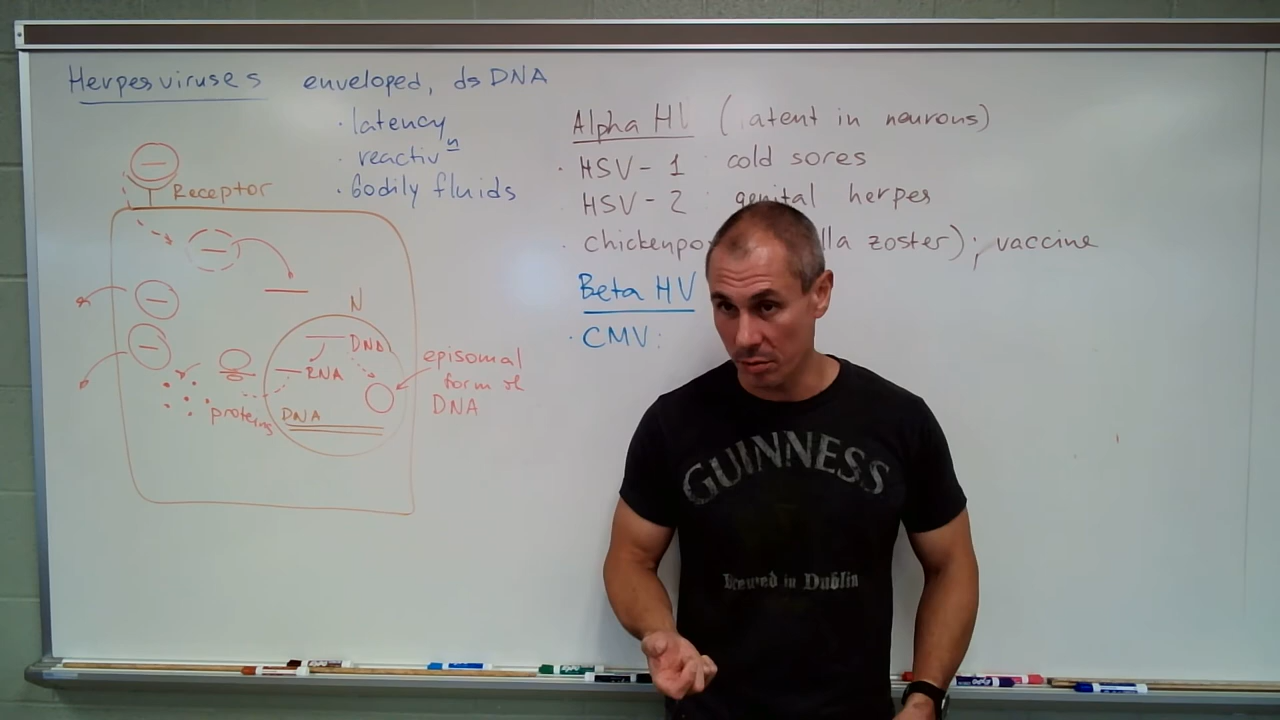 Herpesviruses enveloped, dsDNA
· latency
· reactivⁿ
· bodily fluids
Receptor
N
DNA
RNA
DNA
proteins
episomal
form of
DNA
Alpha HV (latent in neurons)
· HSV-1 : cold sores
HSV-2 : genital herpes
· chickenpo lla zoster); vaccine
Beta HV
· CMV:
GUINNESS
Brewed in Dublin